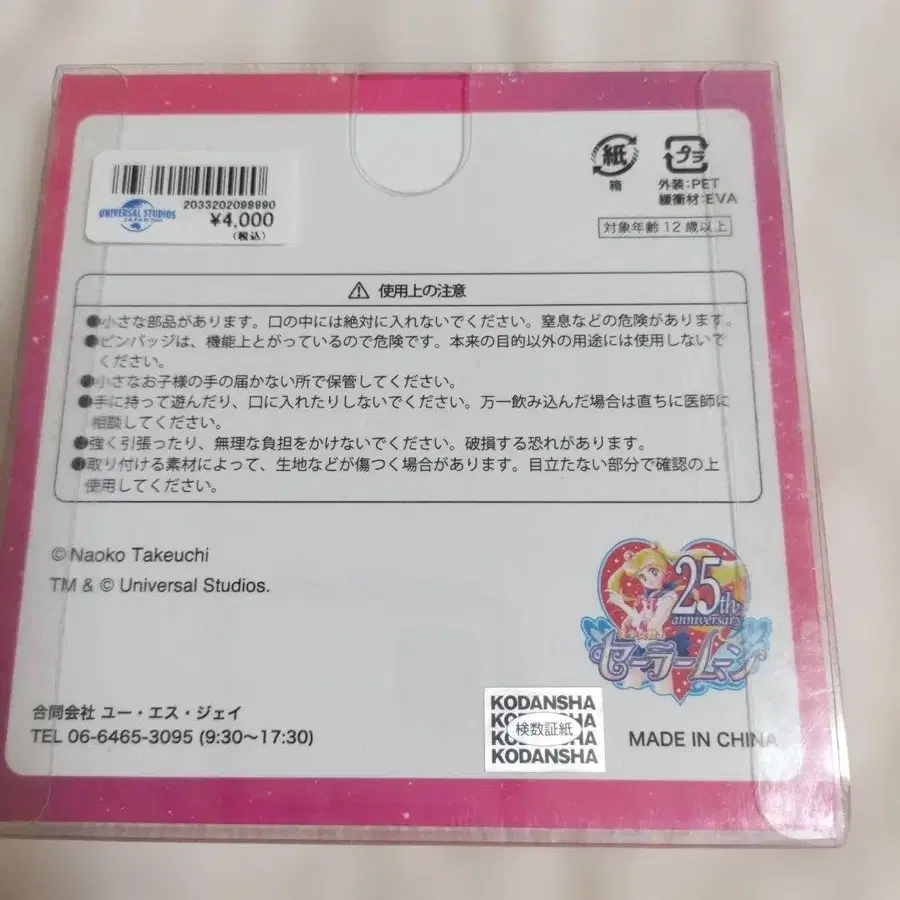 2033202099990
UNIVERSAL STUDIOS
JAPAN
¥4,000
(税込)
紙
箱
プラ
外装:PET
緩衝材:EVA
対象年齢12歳以上
⚠ 使用上の注意
●小さな部品があります。口の中には絶対に入れないでください。窒息などの危険があります。
●ピンバッジは、機能上とがっているので危険です。本来の目的以外の用途には使用しないで
ください。
●小さなお子様の手の届かない所で保管してください。
●手に持って遊んだり、口に入れたりしないでください。万一飲み込んだ場合は直ちに医師に
相談してください。
●強く引張ったり、無理な負担をかけないでください。破損する恐れがあります。
●取り付ける素材によって、生地などが傷つく場合があります。目立たない部分で確認の上
使用してください。
© Naoko Takeuchi
TM & © Universal Studios.
25th
anniversary
セーラームーン
合同会社 ユー・エス・ジェイ
TEL 06-6465-3095 (9:30~17:30)
KODANSHA
KODANSHA
検数証紙
KODANSHA
KODANSHA
MADE IN CHINA